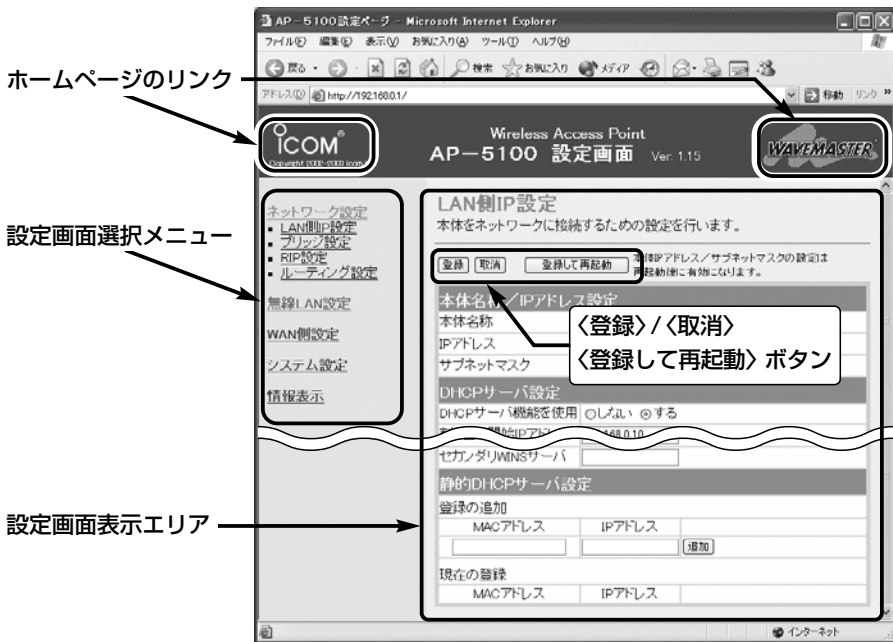 AP-5100設定ページ - Microsoft Internet Explorer
ファイル(F) 編集(E) 表示(V) お気に入り(A) ツール(T) ヘルプ(H)
戻る 検索 お気に入り メディア
アドレス(D) http://192.168.0.1/ 移動 リンク »
ホームページのリンク
ICOM®
Copyright 2002-2003 Icom
Wireless Access Point
AP-5100 設定画面 Ver. 1.15
WAVEMASTER
設定画面選択メニュー
ネットワーク設定
▪ LAN側IP設定
▪ ブリッジ設定
▪ RIP設定
▪ ルーティング設定
無線LAN設定
WAN側設定
システム設定
情報表示
LAN側IP設定
本体をネットワークに接続するための設定を行います。
登録 取消 登録して再起動
本体IPアドレス/サブネットマスクの設定は
再起動後に有効になります。
本体名称/IPアドレス設定
本体名称
IPアドレス
サブネットマスク
〈登録〉/〈取消〉
〈登録して再起動〉 ボタン
DHCPサーバ設定
DHCPサーバ機能を使用 ○しない ◉する
開始IPアド 168.0.10
セカンダリWINSサーバ
静的DHCPサーバ設定
登録の追加
MACアドレス IPアドレス
追加
現在の登録
MACアドレス IPアドレス
設定画面表示エリア
インターネット